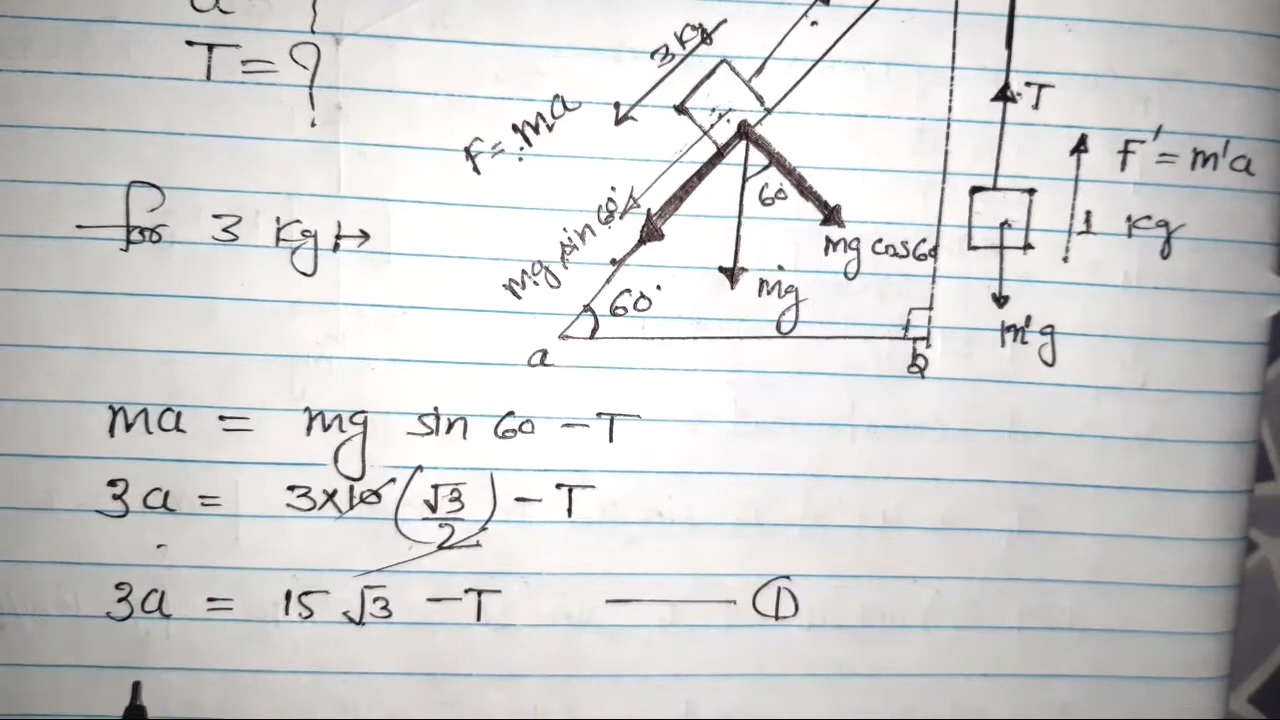 T = ?
3 Kg
F = ma
T
F' = m'a
1 Kg
for 3 Kg ↦
mg sin 60°
60
mg cos 60
mg
60°
m'g
a
b
ma = mg sin 60 - T
3a = 3×10 (√3/2) - T
3a = 15 √3 - T ——— ①